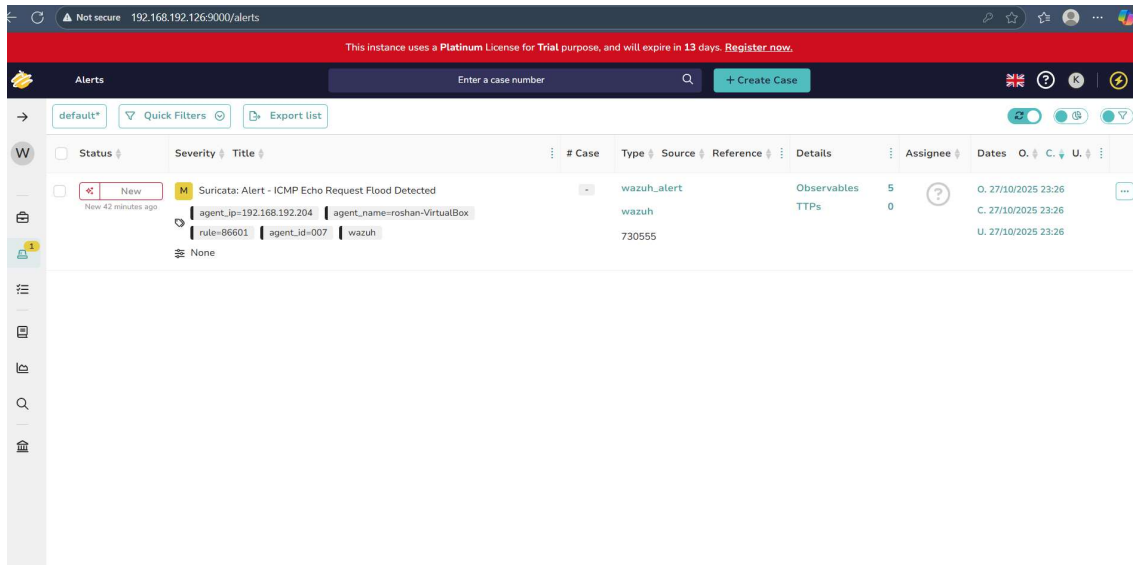 Not secure 192.168.192.126:9000/alerts
This instance uses a Platinum License for Trial purpose, and will expire in 13 days. Register now.
Alerts Enter a case number + Create Case K
default* Quick Filters Export list
W Status Severity Title # Case Type Source Reference Details Assignee Dates O. C. U.
New M Suricata: Alert - ICMP Echo Request Flood Detected - wazuh_alert Observables 5 O. 27/10/2025 23:26
New 42 minutes ago agent_ip=192.168.192.204 agent_name=roshan-VirtualBox wazuh TTPs 0 C. 27/10/2025 23:26
rule=86601 agent_id=007 wazuh 730555 U. 27/10/2025 23:26
1
None